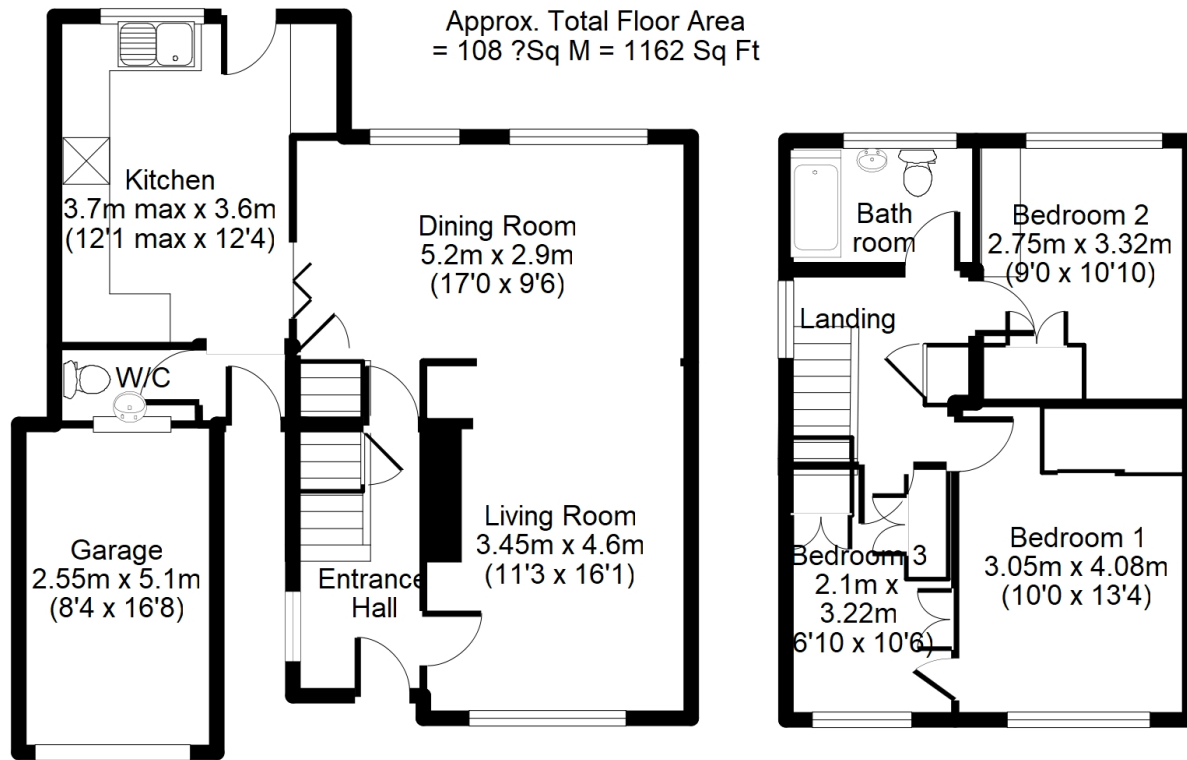 Approx. Total Floor Area
= 108 ?Sq M = 1162 Sq Ft
Kitchen
3.7m max x 3.6m
(12'1 max x 12'4)
Dining Room
5.2m x 2.9m
(17'0 x 9'6)
W/C
Garage
2.55m x 5.1m
(8'4 x 16'8)
Entrance
Hall
Living Room
3.45m x 4.6m
(11'3 x 16'1)
Bath
room
Bedroom 2
2.75m x 3.32m
(9'0 x 10'10)
Landing
Bedroom 3
2.1m x
3.22m
6'10 x 10'6)
Bedroom 1
3.05m x 4.08m
(10'0 x 13'4)